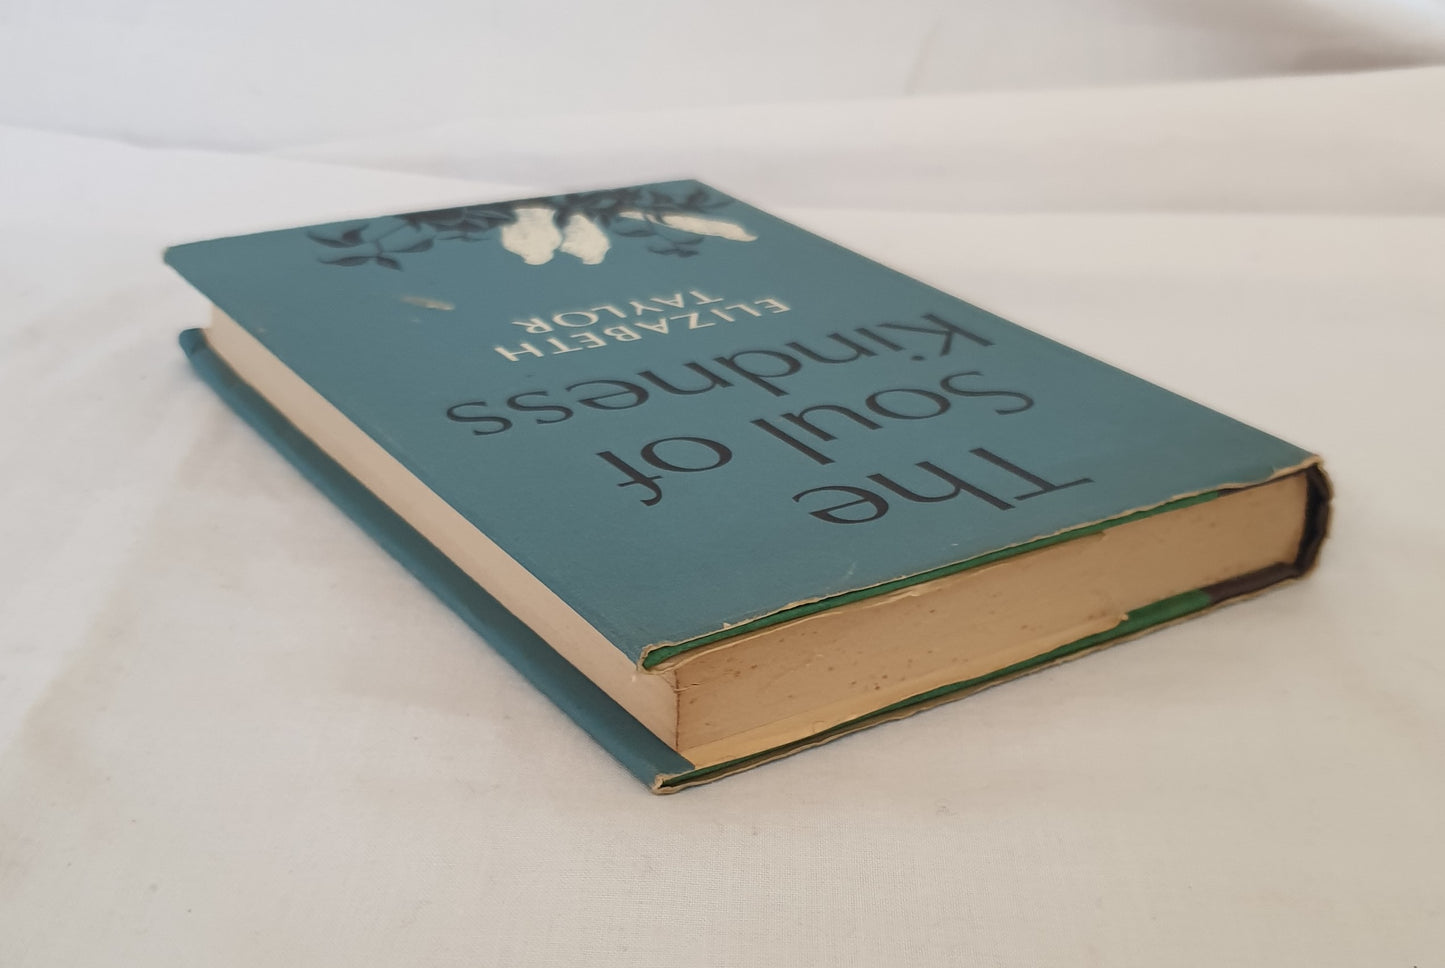 The
Soul of
Kindness
ELIZABETH
TAYLOR